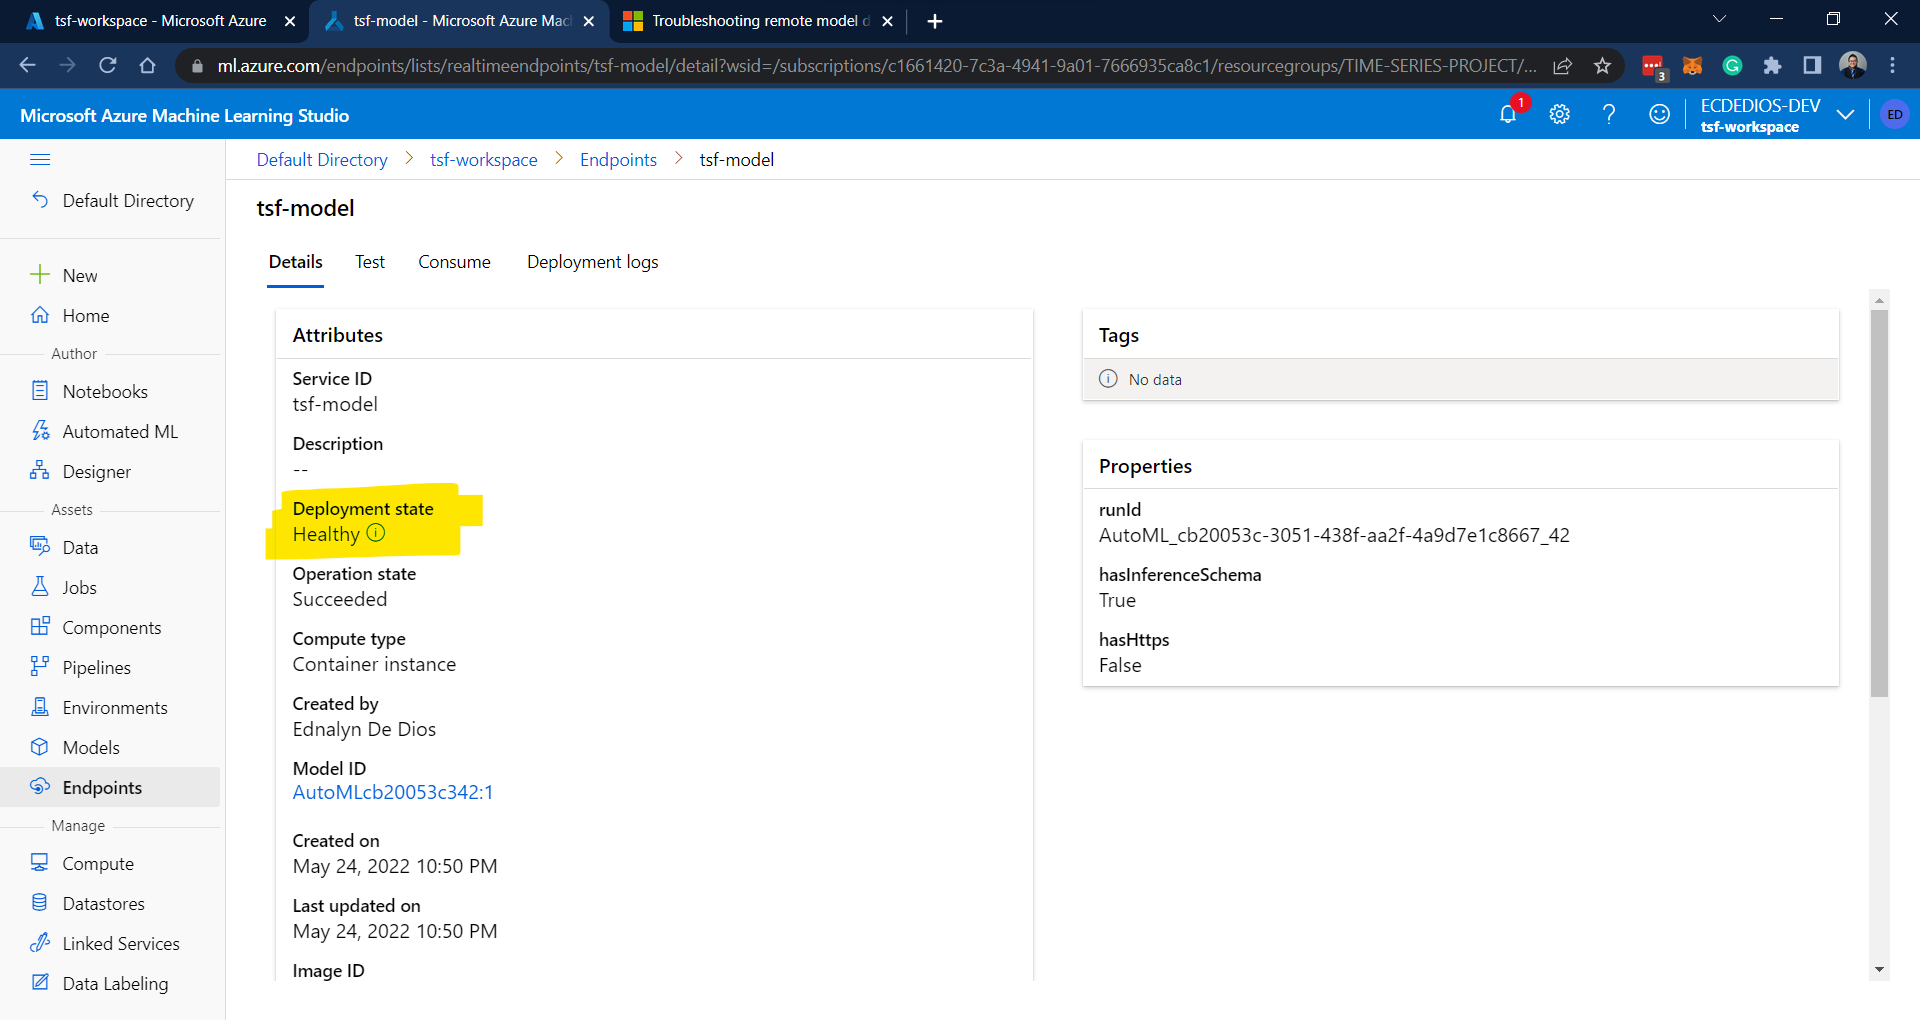 tsf-workspace - Microsoft Azure
tsf-model - Microsoft Azure Mac
Troubleshooting remote model d
ml.azure.com/endpoints/lists/realtimeendpoints/tsf-model/detail?wsid=/subscriptions/c1661420-7c3a-4941-9a01-7666935ca8c1/resourcegroups/TIME-SERIES-PROJECT/...
3
Microsoft Azure Machine Learning Studio
1
ECDEDIOS-DEV
tsf-workspace
ED
Default Directory
New
Home
Author
Notebooks
Automated ML
Designer
Assets
Data
Jobs
Components
Pipelines
Environments
Models
Endpoints
Manage
Compute
Datastores
Linked Services
Data Labeling
Default Directory > tsf-workspace > Endpoints > tsf-model
tsf-model
Details Test Consume Deployment logs
Attributes
Service ID
tsf-model
Description
--
Deployment state
Healthy
Operation state
Succeeded
Compute type
Container instance
Created by
Ednalyn De Dios
Model ID
AutoMLcb20053c342:1
Created on
May 24, 2022 10:50 PM
Last updated on
May 24, 2022 10:50 PM
Image ID
Tags
No data
Properties
runId
AutoML_cb20053c-3051-438f-aa2f-4a9d7e1c8667_42
hasInferenceSchema
True
hasHttps
False